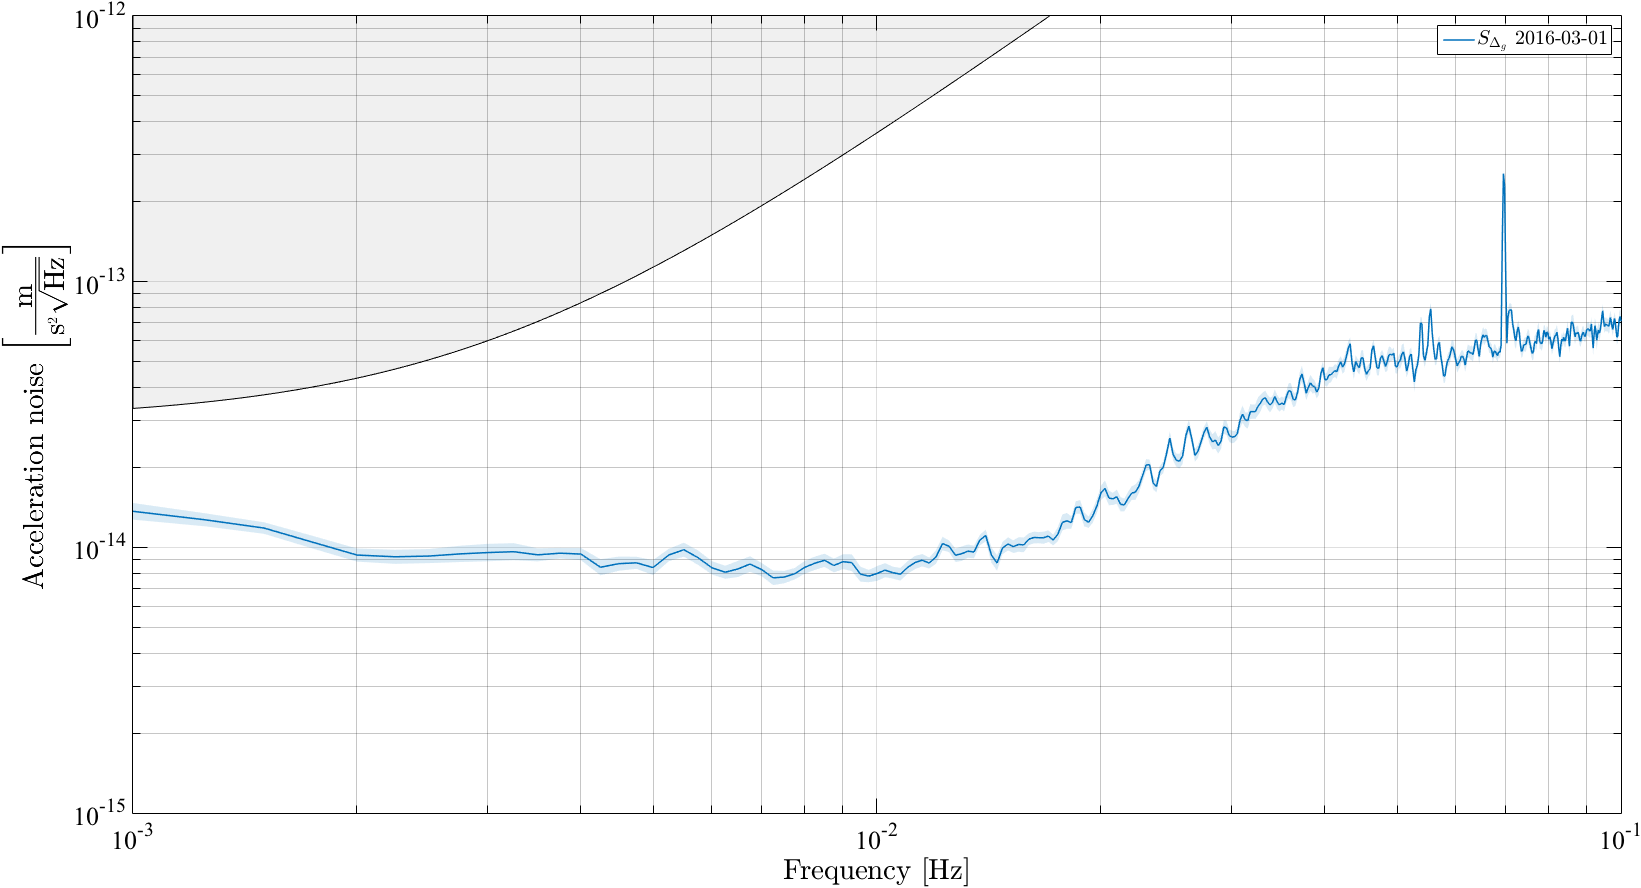 10-12
S_Δg 2016-03-01
10-13
Acceleration noise [m / s²√Hz]
10-14
10-15
10-3 10-2 10-1
Frequency [Hz]